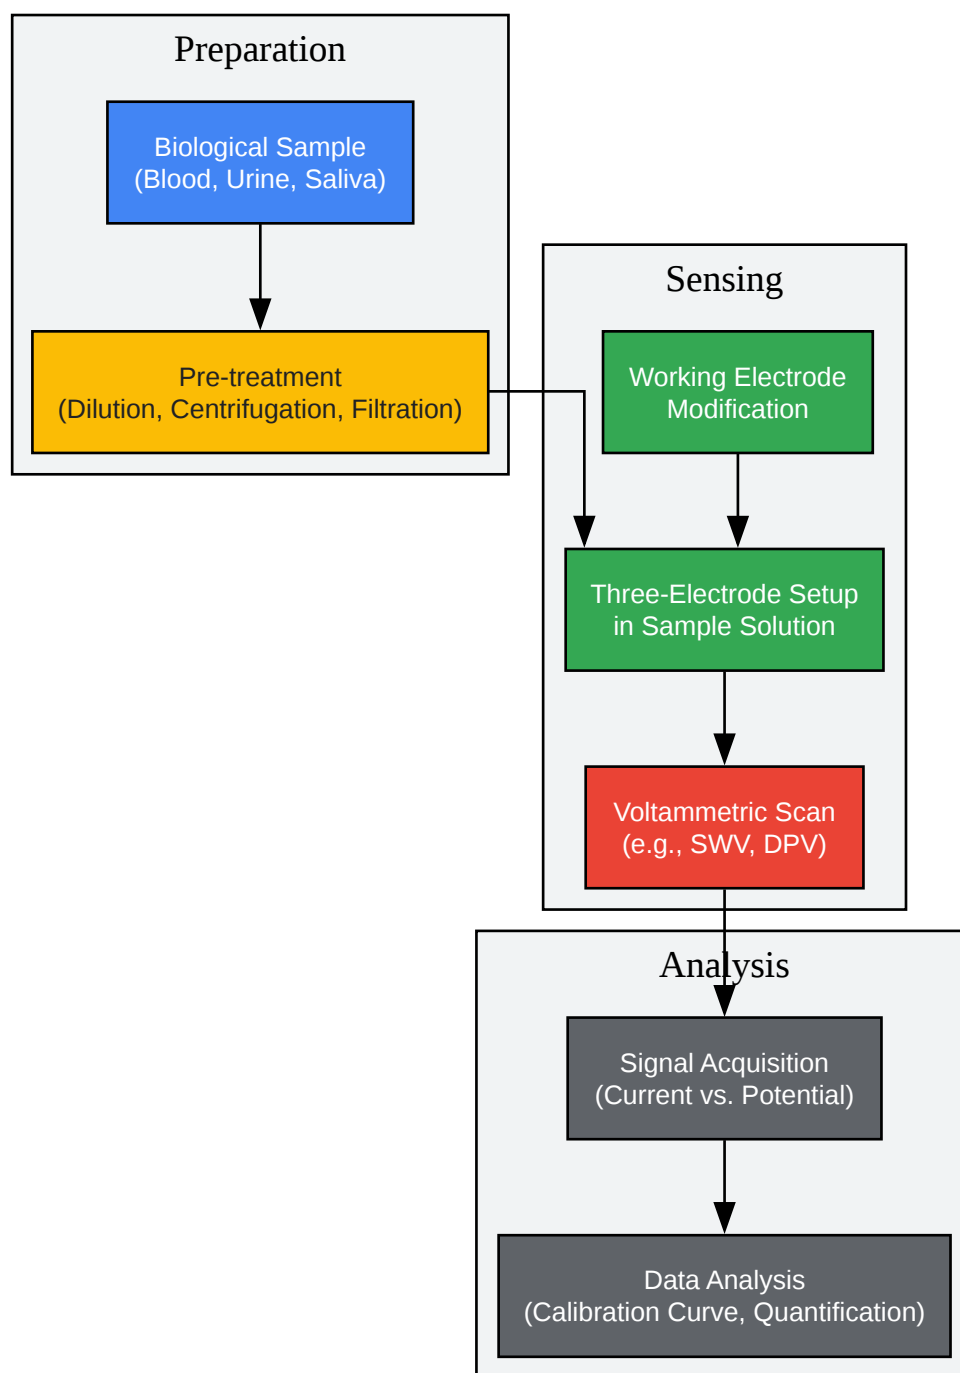 Preparation
Biological Sample
(Blood, Urine, Saliva)
Pre-treatment
(Dilution, Centrifugation, Filtration)
Sensing
Working Electrode
Modification
Three-Electrode Setup
in Sample Solution
Voltammetric Scan
(e.g., SWV, DPV)
Analysis
Signal Acquisition
(Current vs. Potential)
Data Analysis
(Calibration Curve, Quantification)